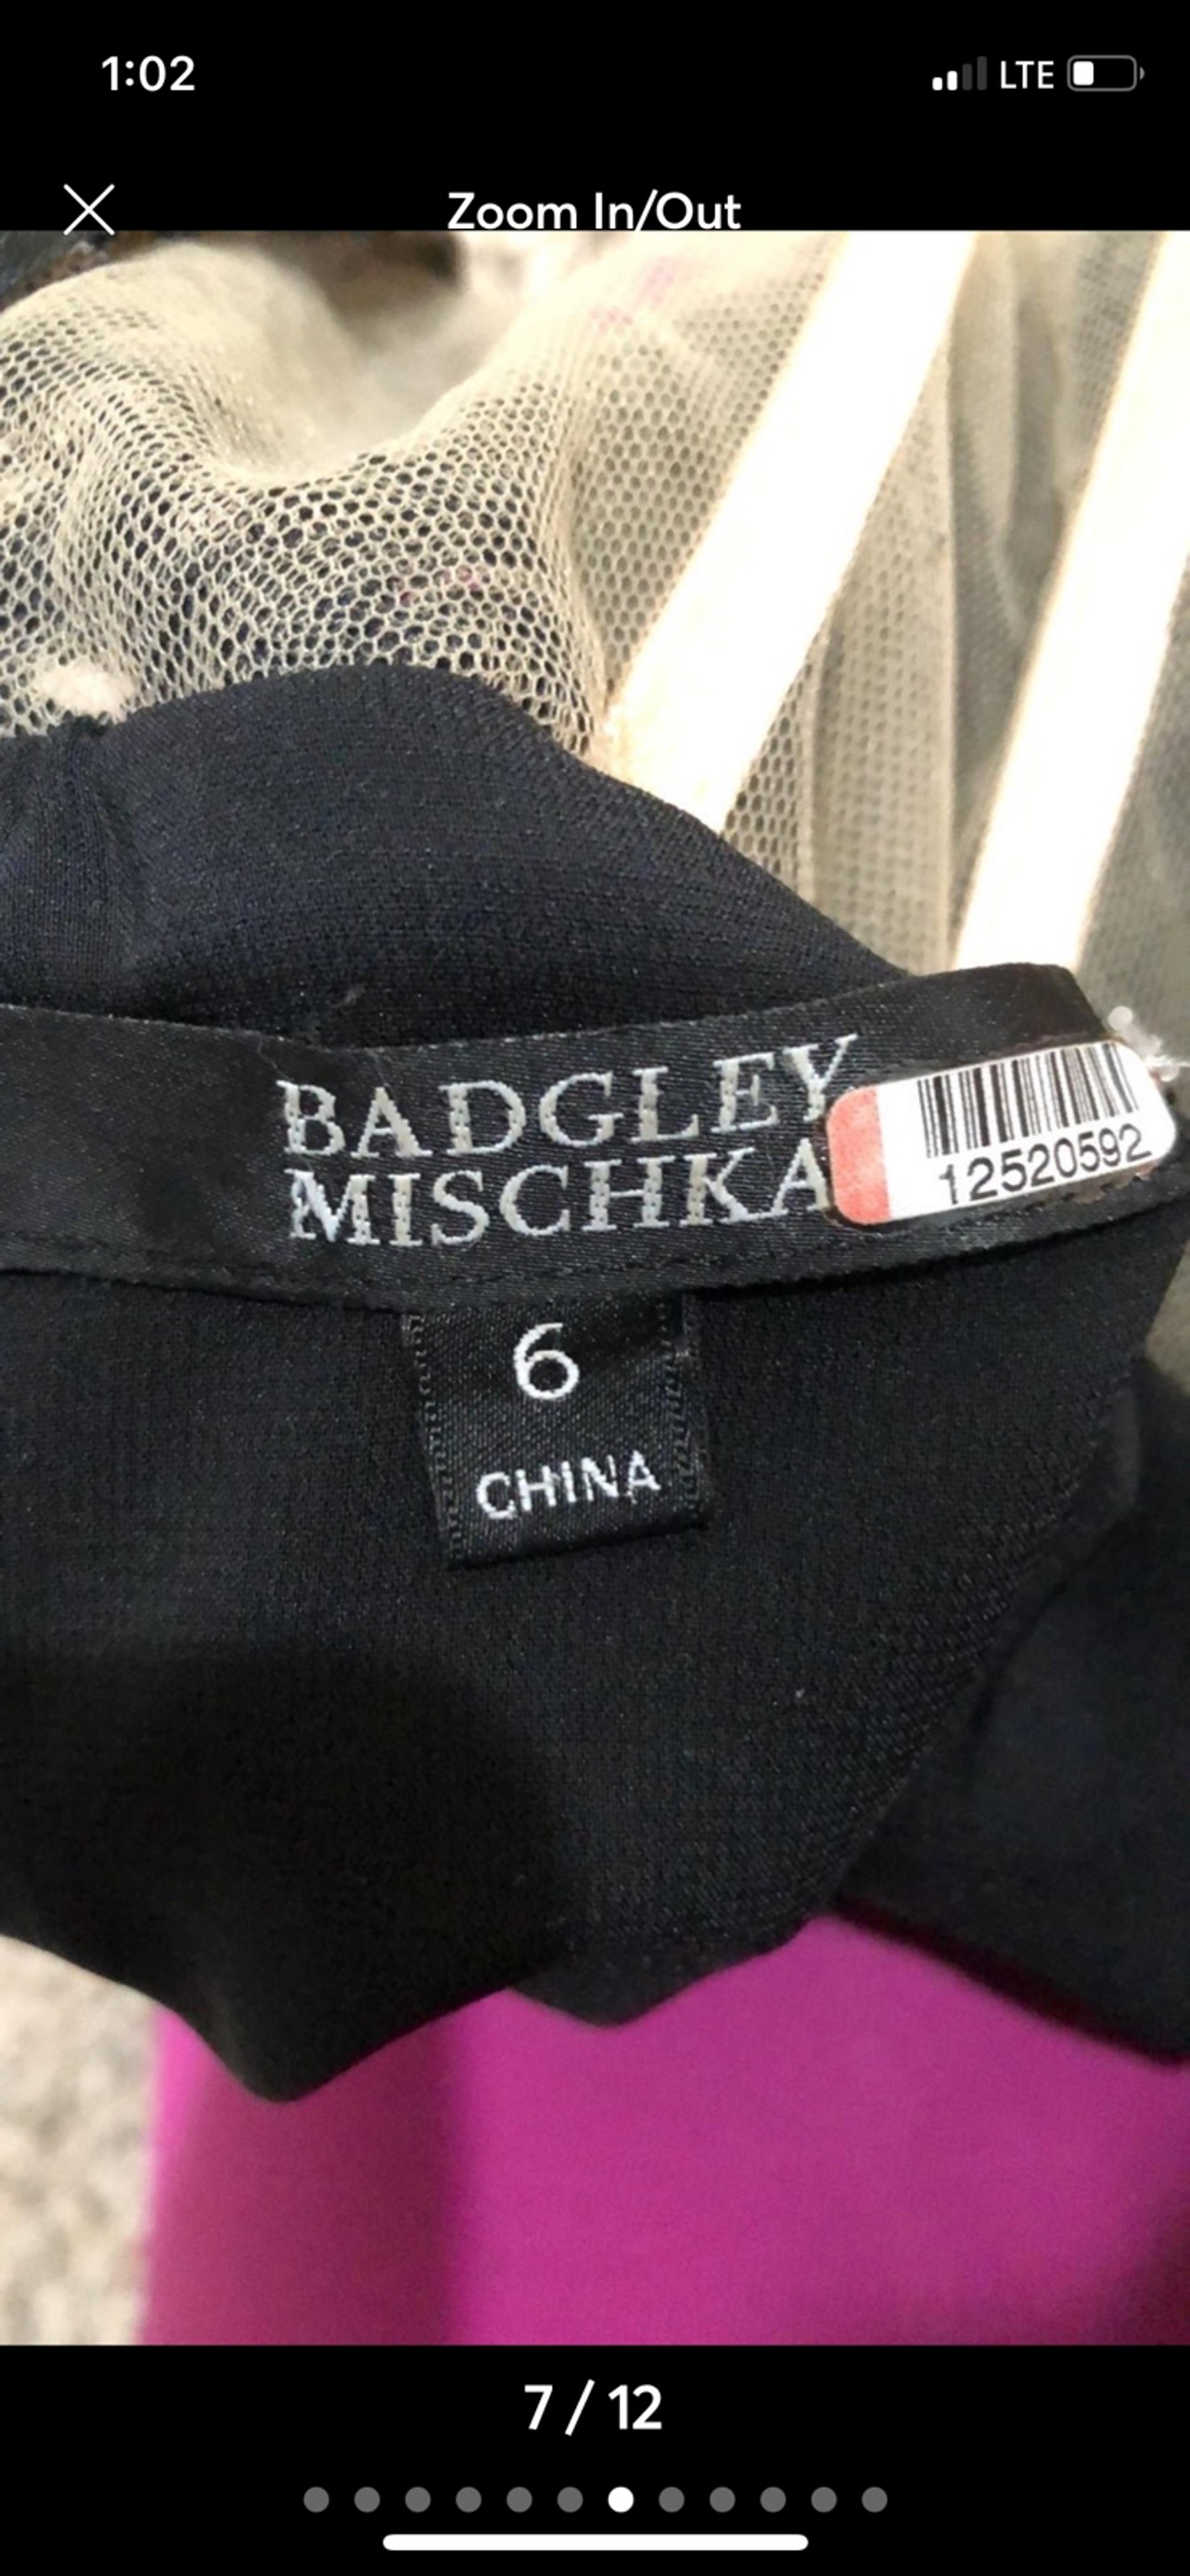 1:02
LTE
Zoom In/Out
BADGLEY
MISCHKA
12520592
6
CHINA
7 / 12